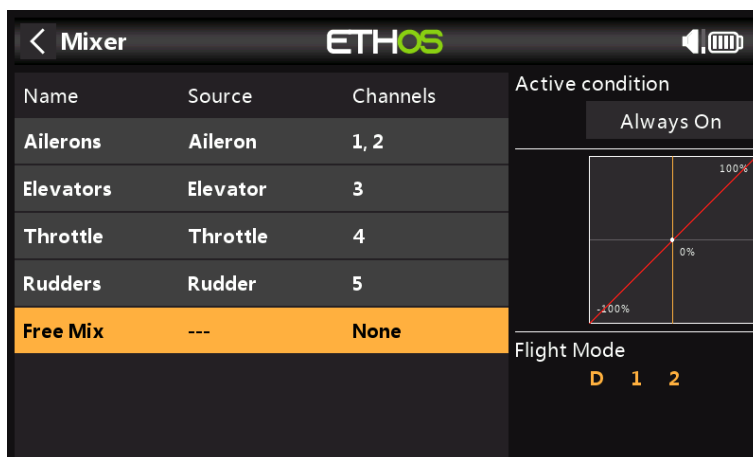 Mixer ETHOS
Name Source Channels
Ailerons Aileron 1, 2
Elevators Elevator 3
Throttle Throttle 4
Rudders Rudder 5
Free Mix --- None
Active condition
Always On
100%
0%
-100%
Flight Mode
D 1 2